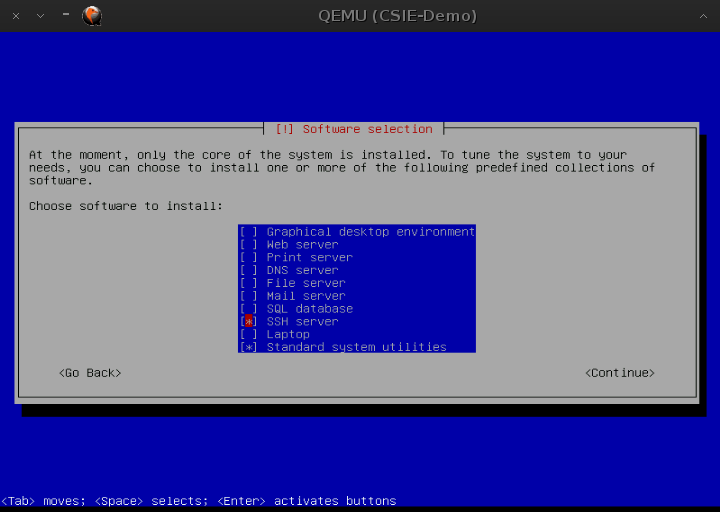 QEMU (CSIE-Demo)
[!] Software selection
At the moment, only the core of the system is installed. To tune the system to your
needs, you can choose to install one or more of the following predefined collections of
software.
Choose software to install:
[ ] Graphical desktop environment
[ ] Web server
[ ] Print server
[ ] DNS server
[ ] File server
[ ] Mail server
[ ] SQL database
[*] SSH server
[ ] Laptop
[*] Standard system utilities
<Go Back> <Continue>
<Tab> moves; <Space> selects; <Enter> activates buttons